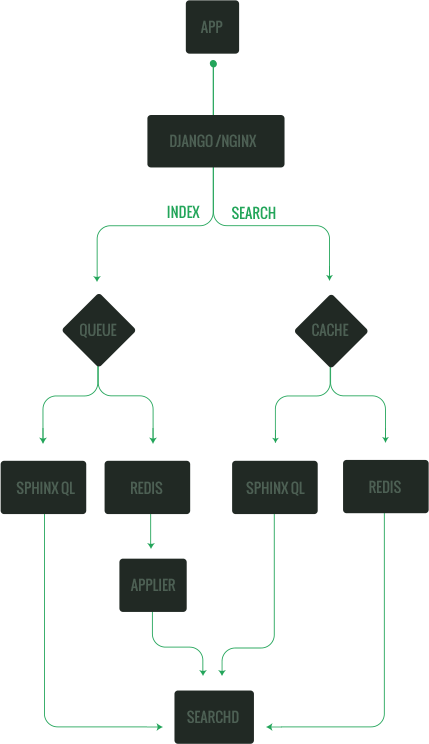 APP
DJANGO /NGINX
INDEX
SEARCH
QUEUE
CACHE
SPHINX QL
REDIS
SPHINX QL
REDIS
APPLIER
SEARCHD